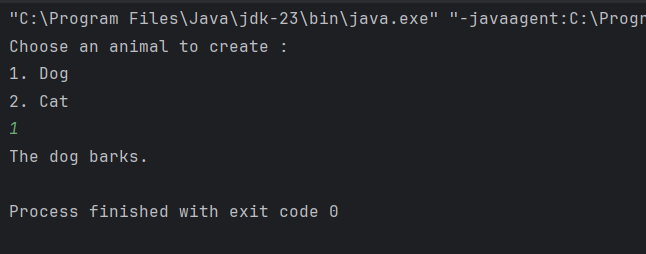 "C:\Program Files\Java\jdk-23\bin\java.exe" "-javaagent:C:\Progr
Choose an animal to create :
1. Dog
2. Cat
1
The dog barks.
Process finished with exit code 0